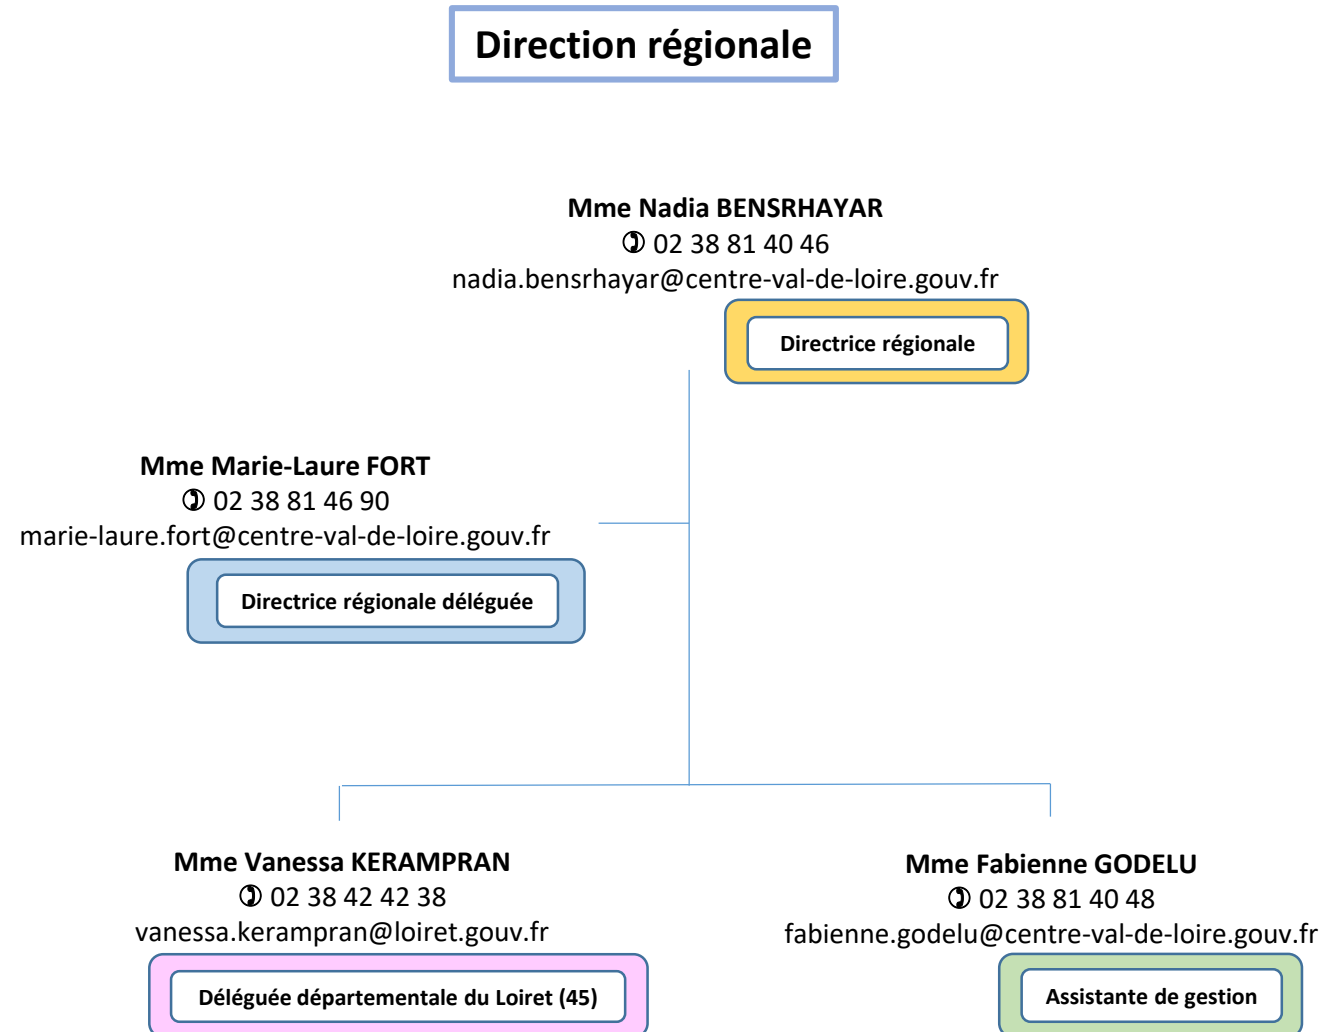 Direction régionale
Mme Nadia BENSRHAYAR
✆ 02 38 81 40 46
nadia.bensrhayar@centre-val-de-loire.gouv.fr
Directrice régionale
Mme Marie-Laure FORT
✆ 02 38 81 46 90
marie-laure.fort@centre-val-de-loire.gouv.fr
Directrice régionale déléguée
Mme Vanessa KERAMPRAN
✆ 02 38 42 42 38
vanessa.kerampran@loiret.gouv.fr
Déléguée départementale du Loiret (45)
Mme Fabienne GODELU
✆ 02 38 81 40 48
fabienne.godelu@centre-val-de-loire.gouv.fr
Assistante de gestion